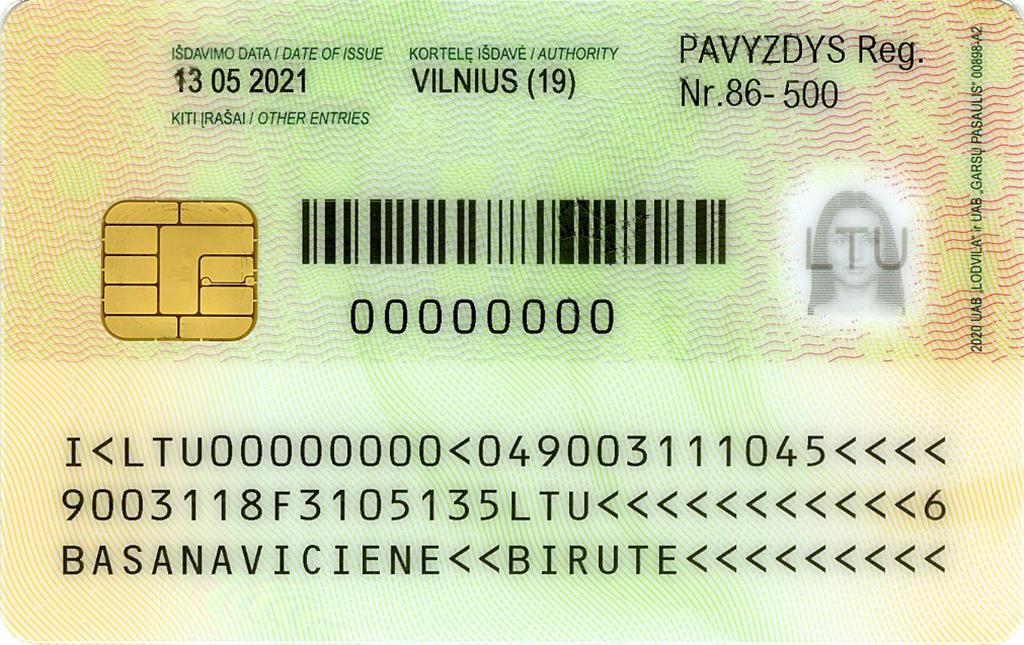 IŠDAVIMO DATA / DATE OF ISSUE
13 05 2021
KORTELĘ IŠDAVĖ / AUTHORITY
VILNIUS (19)
KITI ĮRAŠAI / OTHER ENTRIES
PAVYZDYS Reg.
Nr.86-500
LTU
2020 UAB „LODVILA“ ir UAB „GARSŲ PASAULIS“ 00898-A2
00000000
I<LTU00000000<049003111045<<<<
9003118F3105135LTU<<<<<<<<<<<6
BASANAVICIENE<<BIRUTE<<<<<<<<<